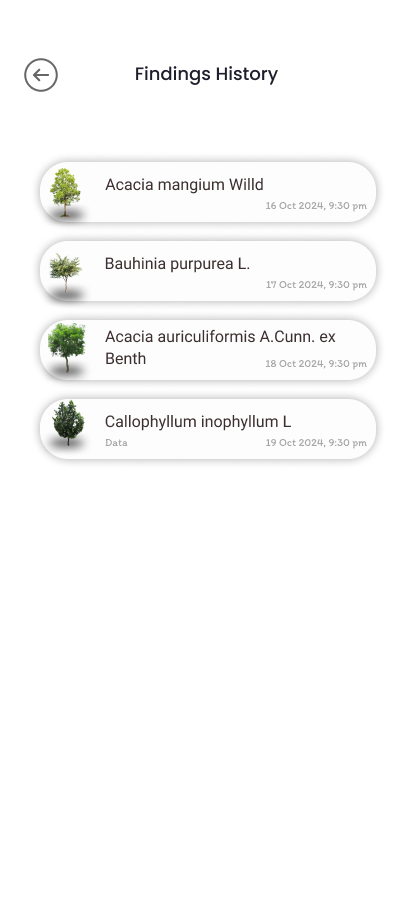 Findings History
Acacia mangium Willd
16 Oct 2024, 9:30 pm
Bauhinia purpurea L.
17 Oct 2024, 9:30 pm
Acacia auriculiformis A.Cunn. ex
Benth
18 Oct 2024, 9:30 pm
Callophyllum inophyllum L
Data
19 Oct 2024, 9:30 pm